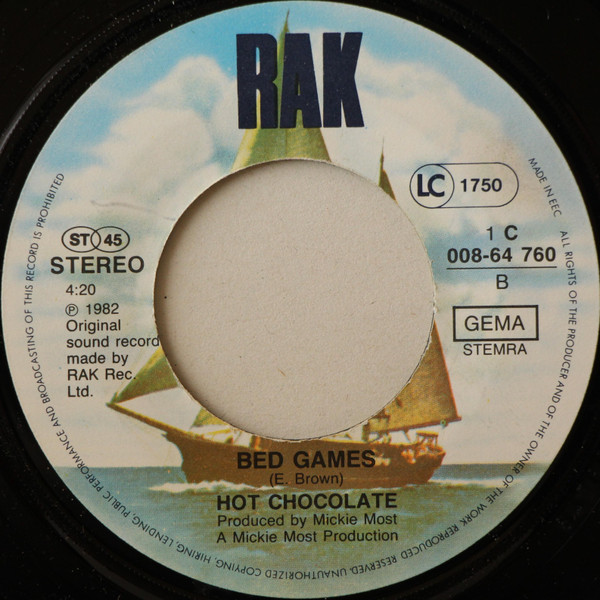 RAK
LC 1750
ST 45
STEREO
4:20
℗ 1982
Original
sound record
made by
RAK Rec.
Ltd.
1 C
008-64 760
B
GEMA
STEMRA
BED GAMES
(E. Brown)
HOT CHOCOLATE
Produced by Mickie Most
A Mickie Most Production
MADE IN EEC ALL RIGHTS OF THE PRODUCER AND OF THE OWNER OF THE WORK REPRODUCED RESERVED. UNAUTHORIZED COPYING, HIRING, LENDING, PUBLIC PERFORMANCE AND BROADCASTING OF THIS RECORD IS PROHIBITED